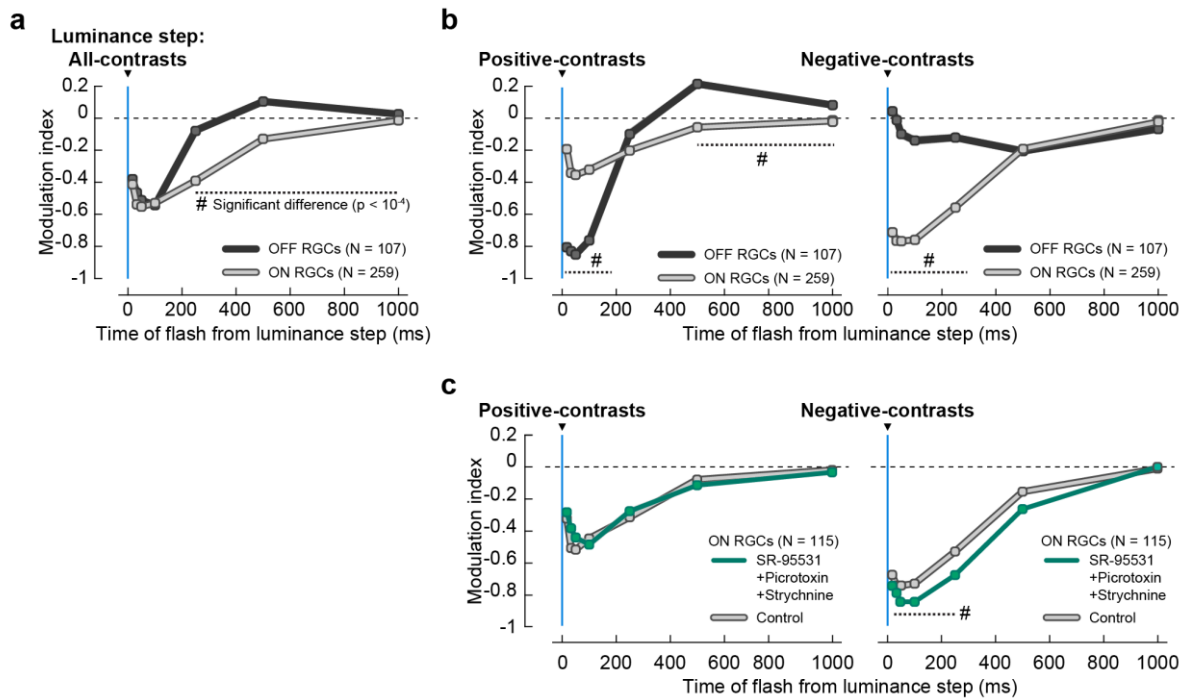 a
Luminance step:
All-contrasts
0.2
0
-0.2
-0.4
-0.6
-0.8
-1
Modulation index
# Significant difference (p < 10-4)
OFF RGCs (N = 107)
ON RGCs (N = 259)
0 200 400 600 800 1000
Time of flash from luminance step (ms)
b
Positive-contrasts
0.2
0
-0.2
-0.4
-0.6
-0.8
-1
Modulation index
#
#
OFF RGCs (N = 107)
ON RGCs (N = 259)
0 200 400 600 800 1000
Negative-contrasts
#
OFF RGCs (N = 107)
ON RGCs (N = 259)
0 200 400 600 800 1000
Time of flash from luminance step (ms)
c
Positive-contrasts
0.2
0
-0.2
-0.4
-0.6
-0.8
-1
Modulation index
ON RGCs (N = 115)
SR-95531
+Picrotoxin
+Strychnine
Control
0 200 400 600 800 1000
Negative-contrasts
#
ON RGCs (N = 115)
SR-95531
+Picrotoxin
+Strychnine
Control
0 200 400 600 800 1000
Time of flash from luminance step (ms)